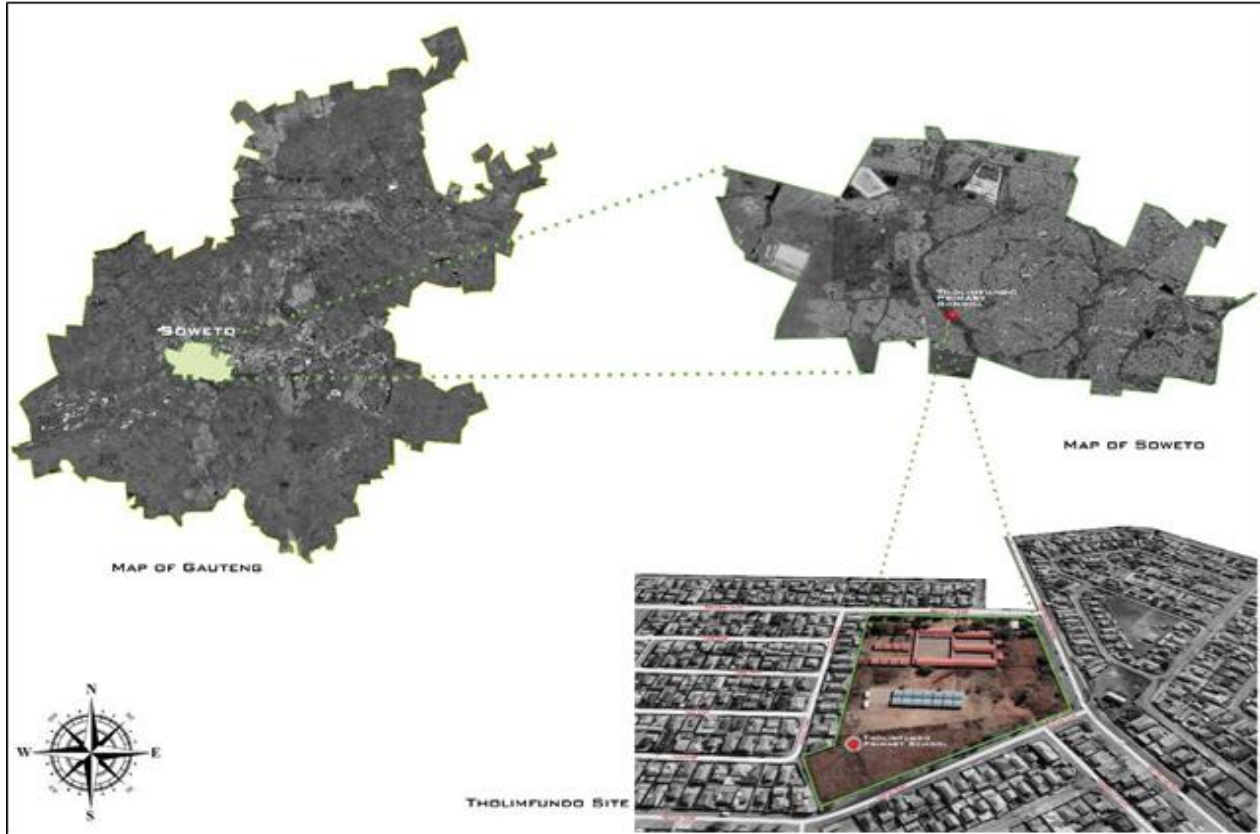 SOWETO
THOLIMFUNDO
PRIMARY
SCHOOL
MAP OF SOWETO
MAP OF GAUTENG
N
W
E
S
THOLIMFUNDO
PRIMARY SCHOOL
THOLIMFUNDO SITE